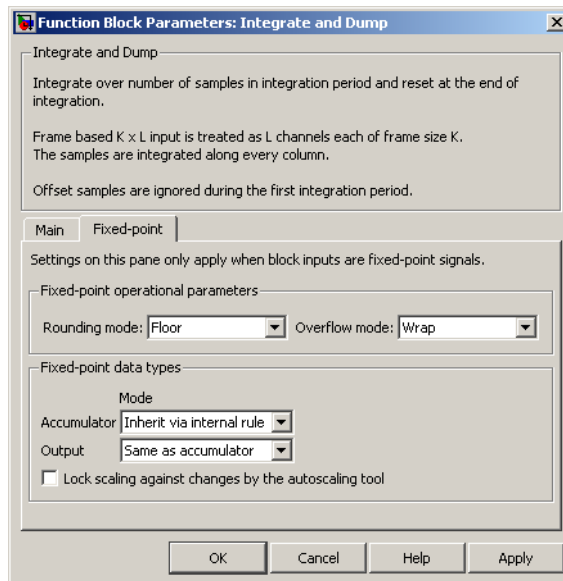 Function Block Parameters: Integrate and Dump
Integrate and Dump
Integrate over number of samples in integration period and reset at the end of
integration.
Frame based K x L input is treated as L channels each of frame size K.
The samples are integrated along every column.
Offset samples are ignored during the first integration period.
Main Fixed-point
Settings on this pane only apply when block inputs are fixed-point signals.
Fixed-point operational parameters
Rounding mode: Floor Overflow mode: Wrap
Fixed-point data types
Mode
Accumulator Inherit via internal rule
Output Same as accumulator
Lock scaling against changes by the autoscaling tool
OK Cancel Help Apply